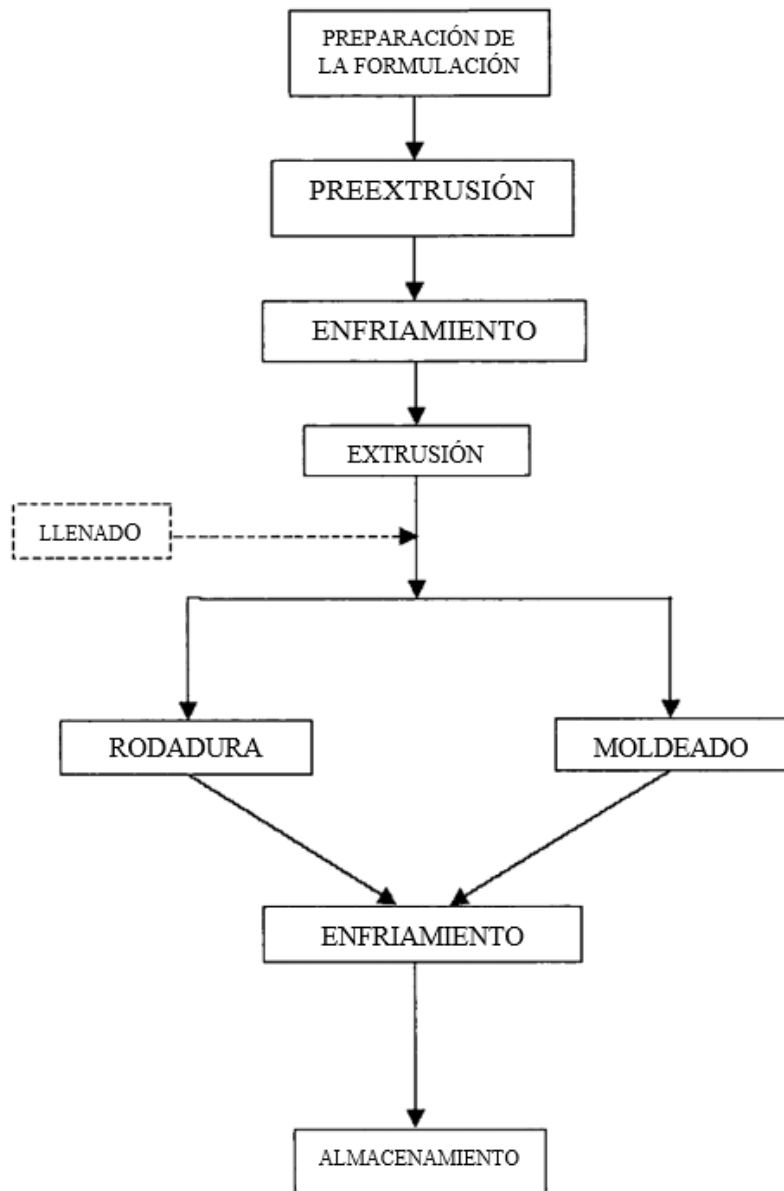 PREPARACIÓN DE
LA FORMULACIÓN
PREEXTRUSIÓN
ENFRIAMIENTO
EXTRUSIÓN
LLENADO
RODADURA
MOLDEADO
ENFRIAMIENTO
ALMACENAMIENTO